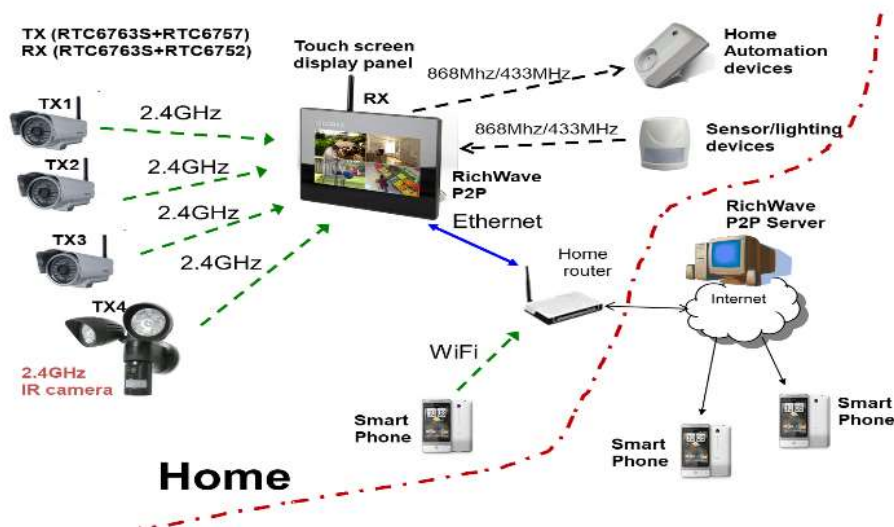 TX (RTC6763S+RTC6757)
RX (RTC6763S+RTC6752)
Touch screen
display panel
RX
868Mhz/433MHz
Home
Automation
devices
TX1
2.4GHz
868Mhz/433MHz
Sensor/lighting
devices
TX2
2.4GHz
RichWave
P2P
TX3
2.4GHz
Ethernet
RichWave
P2P Server
2.4GHz
Home
router
Internet
TX4
2.4GHz
IR camera
WiFi
Smart
Phone
Smart
Phone
Smart
Phone
Home